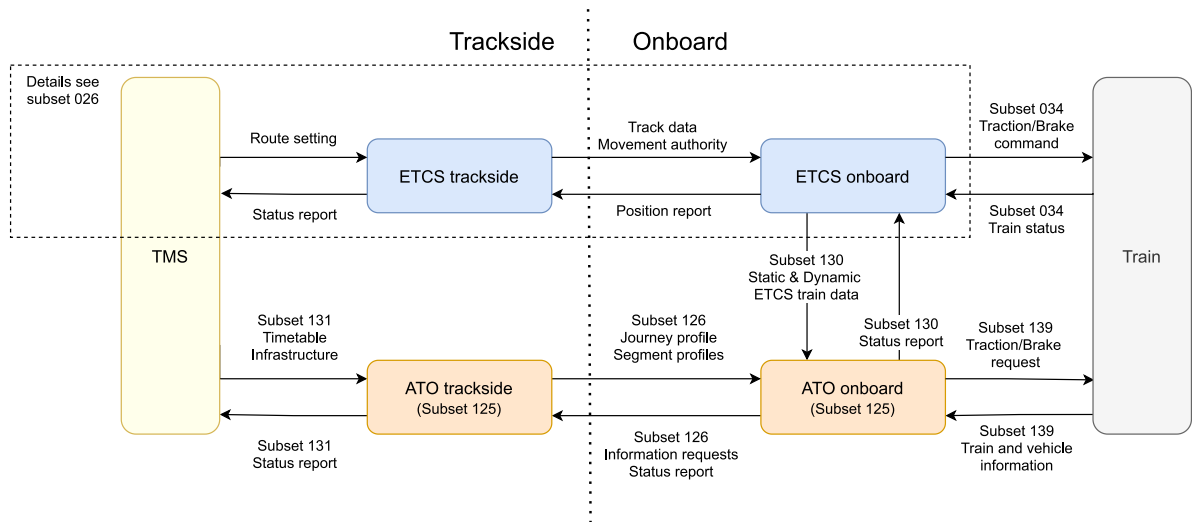 Trackside
Onboard
Details see
subset 026
TMS
Route setting
Status report
ETCS trackside
Track data
Movement authority
Position report
ETCS onboard
Subset 034
Traction/Brake
command
Subset 034
Train status
Train
Subset 130
Static & Dynamic
ETCS train data
Subset 130
Status report
Subset 131
Timetable
Infrastructure
Subset 131
Status report
ATO trackside
(Subset 125)
Subset 126
Journey profile
Segment profiles
Subset 126
Information requests
Status report
ATO onboard
(Subset 125)
Subset 139
Traction/Brake
request
Subset 139
Train and vehicle
information